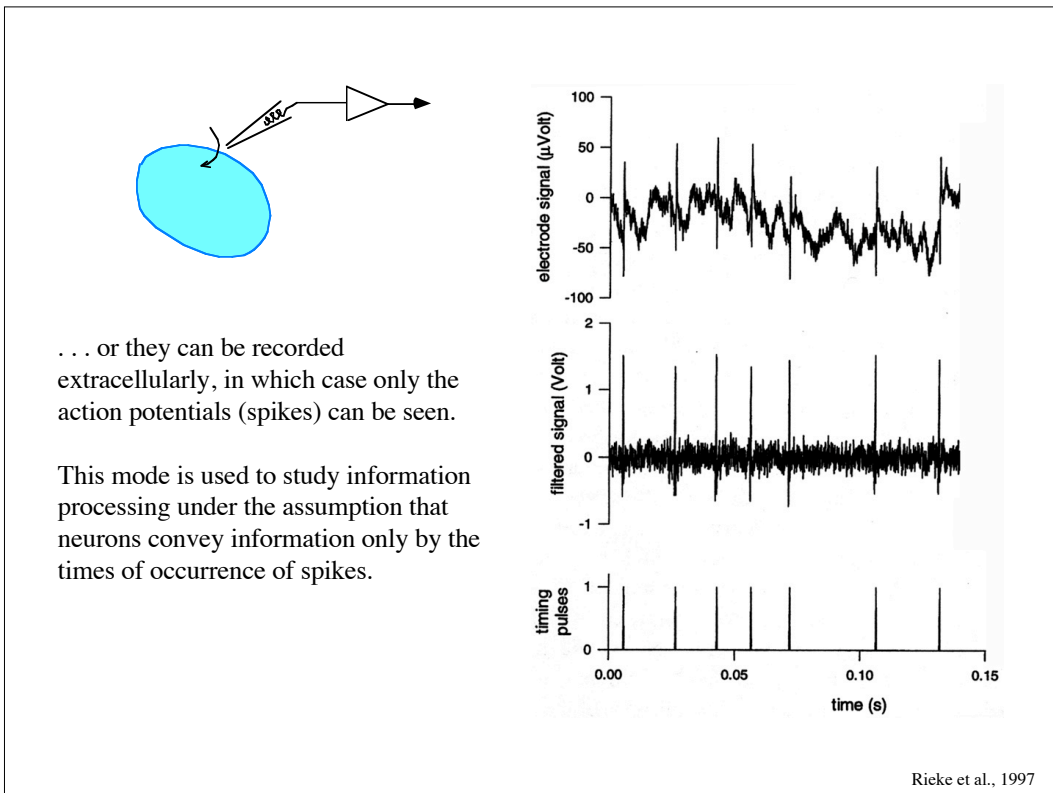 . . . or they can be recorded
extracellularly, in which case only the
action potentials (spikes) can be seen.
This mode is used to study information
processing under the assumption that
neurons convey information only by the
times of occurrence of spikes.
electrode signal (µVolt)
100
50
0
-50
-100
filtered signal (Volt)
2
1
0
-1
timing
pulses
1
0
0.00 0.05 0.10 0.15
time (s)
Rieke et al., 1997